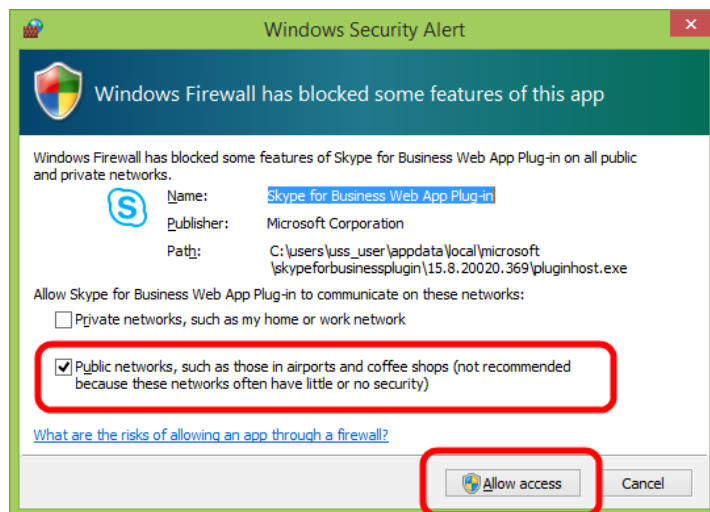 Windows Security Alert
Windows Firewall has blocked some features of this app
Windows Firewall has blocked some features of Skype for Business Web App Plug-in on all public
and private networks.
Name: Skype for Business Web App Plug-in
Publisher: Microsoft Corporation
Path: C:\users\uss_user\appdata\local\microsoft
\skypeforbusinessplugin\15.8.20020.369\pluginhost.exe
Allow Skype for Business Web App Plug-in to communicate on these networks:
Private networks, such as my home or work network
Public networks, such as those in airports and coffee shops (not recommended
because these networks often have little or no security)
What are the risks of allowing an app through a firewall?
Allow access Cancel